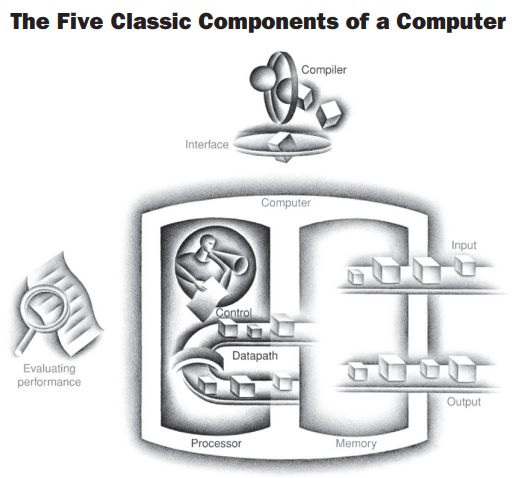 The Five Classic Components of a Computer
Compiler
Interface
Computer
Input
Control
Datapath
Evaluating
performance
Output
Processor
Memory